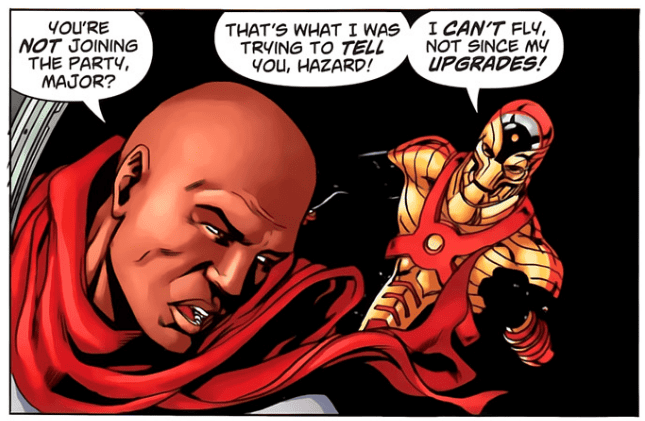 YOU'RE
NOT JOINING
THE PARTY,
MAJOR?
THAT'S WHAT I WAS
TRYING TO TELL
YOU, HAZARD!
I CAN'T FLY,
NOT SINCE MY
UPGRADES!